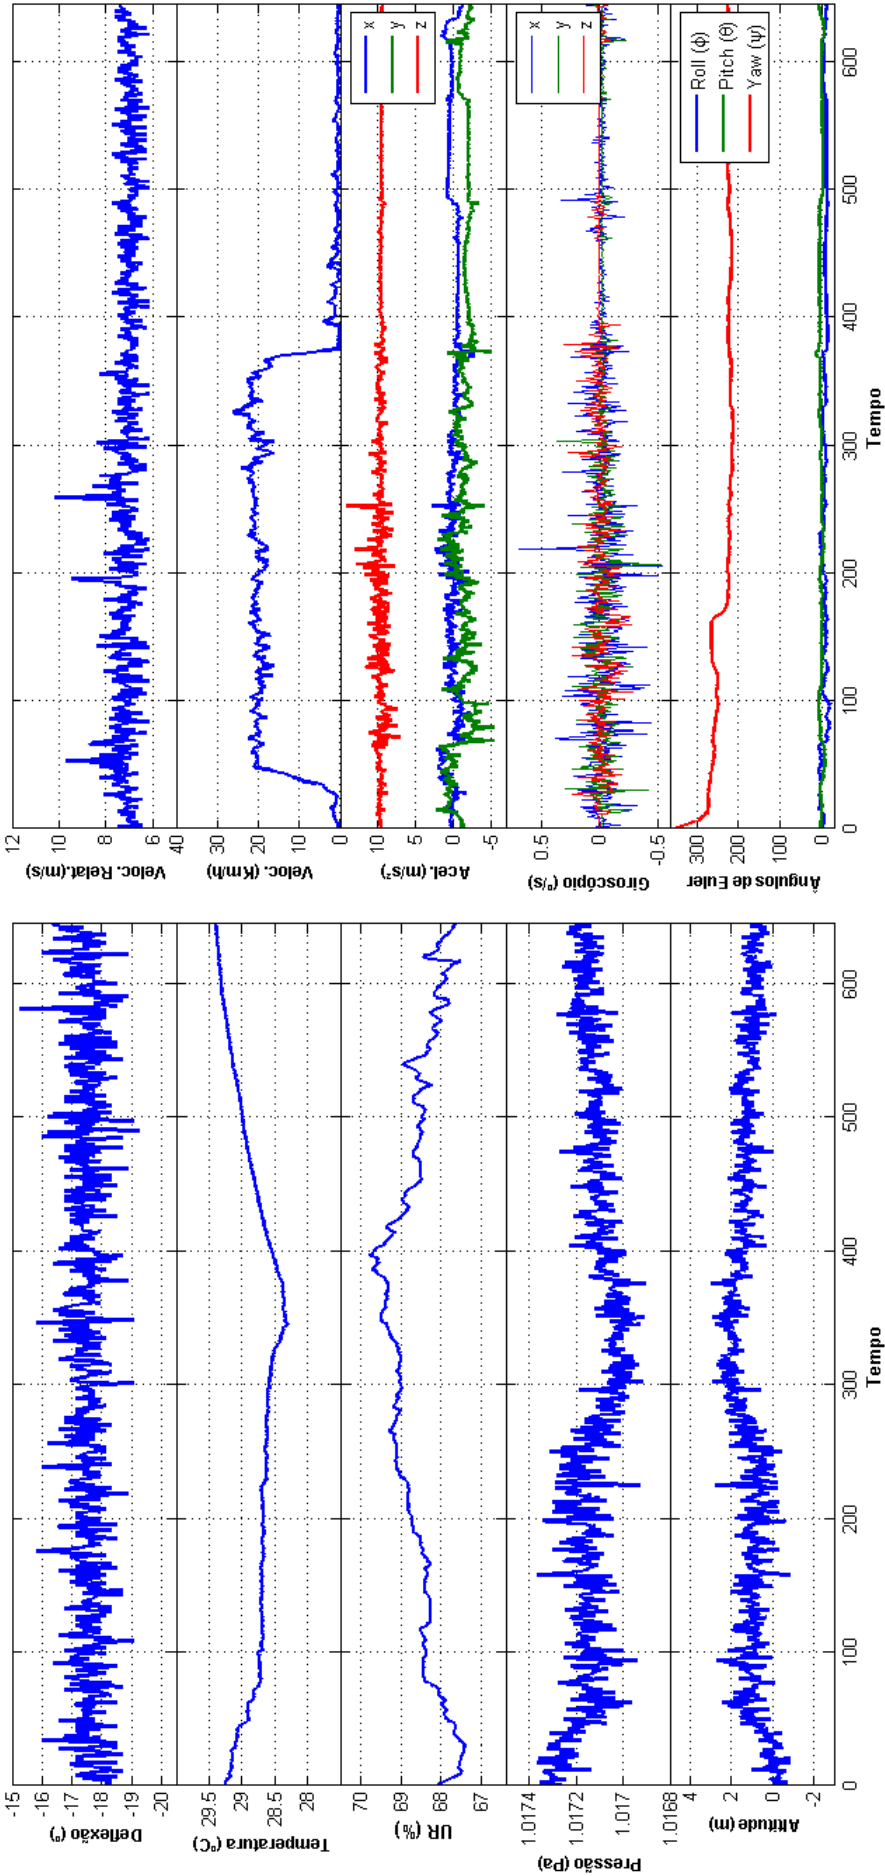 -15
-16
-17
-18
-19
-20
Deflexão (º)
29.5
29
28.5
28
Temperatura (ºC)
70
69
68
67
UR (%)
1.0174
1.0172
1.017
1.0168
Pressão (Pa)
4
2
0
-2
Altitude (m)
0 100 200 300 400 500 600
Tempo
12
10
8
6
Veloc. Relat.(m/s)
40
30
20
10
0
Veloc. (Km/h)
10
5
0
-5
Acel. (m/s²)
x
y
z
0.5
0
-0.5
Giroscópio (º/s)
x
y
z
300
200
100
0
Ângulos de Euler
Roll (ϕ)
Pitch (θ)
Yaw (ψ)
0 100 200 300 400 500 600
Tempo